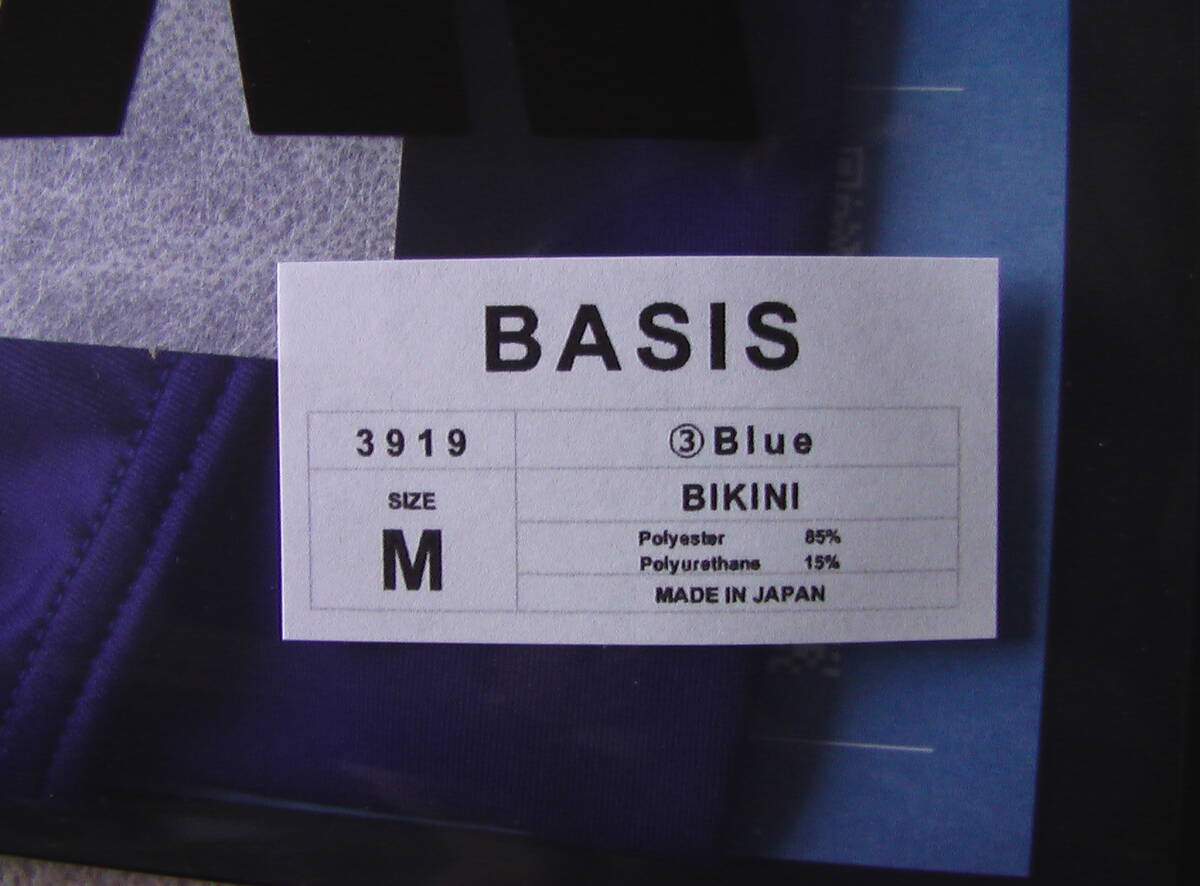 BASIS
3919
③Blue
SIZE
M
BIKINI
Polyester 85%
Polyurethane 15%
MADE IN JAPAN